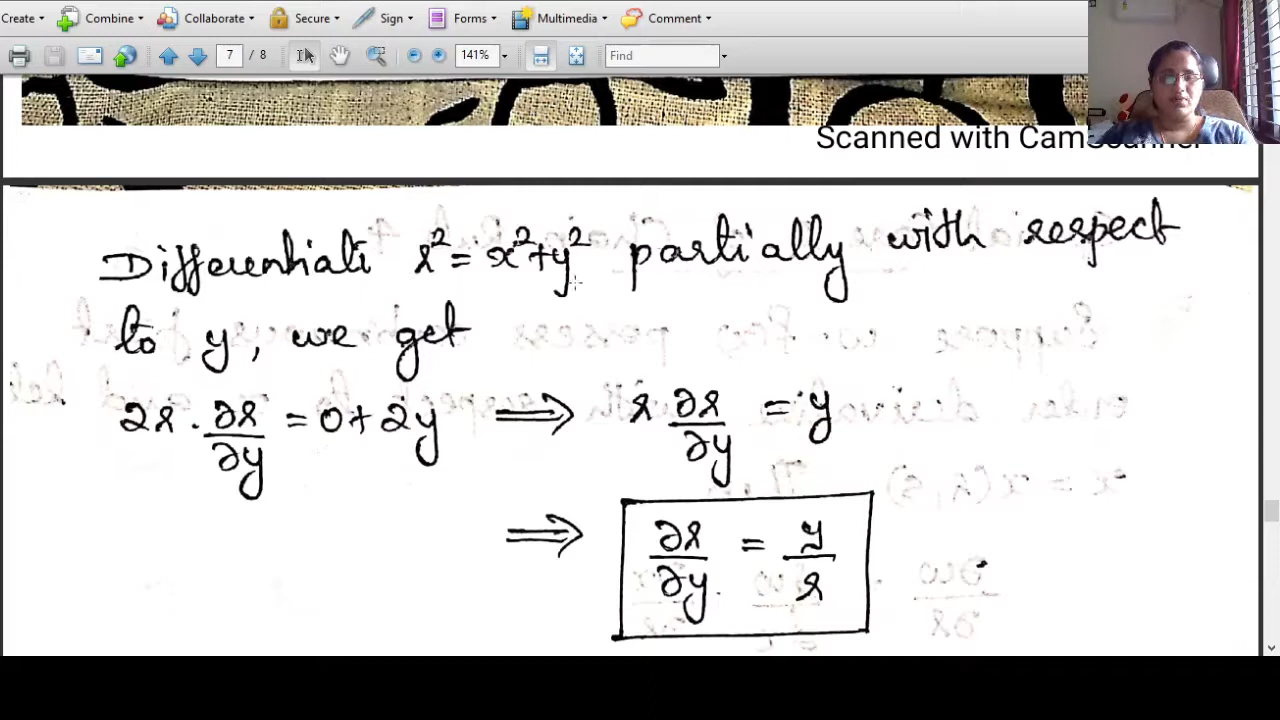 Create Combine Collaborate Secure Sign Forms Multimedia Comment
7 / 8 141% Find
Scanned with CamScanner
Differentiate r² = x²+y² partially with respect
to y, we get
2r · ∂r/∂y = 0 + 2y ⟹ r ∂r/∂y = y
⟹ ∂r/∂y = y/r